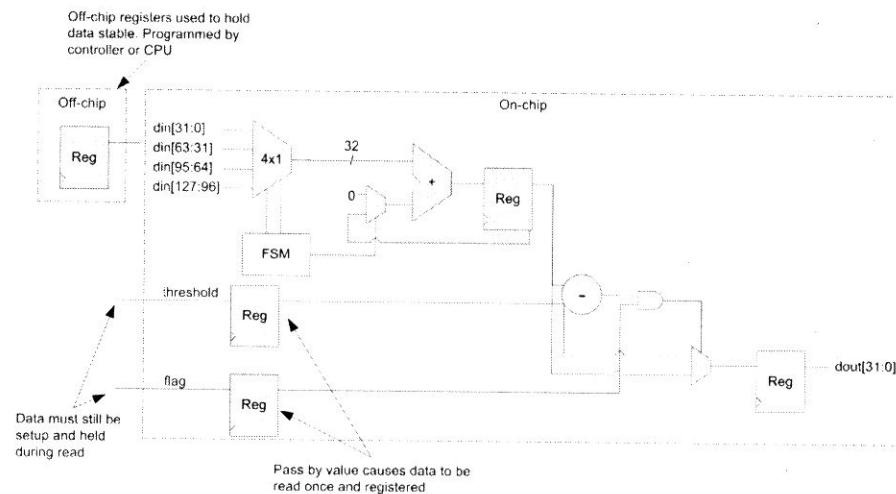 Off-chip registers used to hold
data stable. Programmed by
controller or CPU
Off-chip
On-chip
Reg
din[31:0]
din[63:31]
din[95:64]
din[127:96]
4x1
32
0
+
Reg
FSM
-
threshold
Reg
flag
Reg
Reg
dout[31:0]
Data must still be
setup and held
during read
Pass by value causes data to be
read once and registered